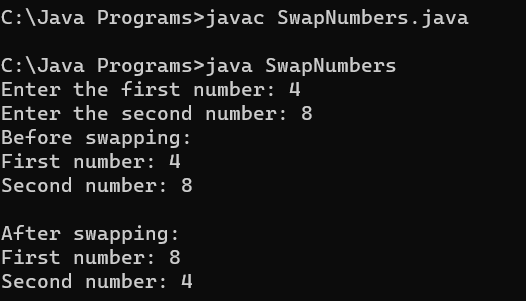 C:\Java Programs>javac SwapNumbers.java
C:\Java Programs>java SwapNumbers
Enter the first number: 4
Enter the second number: 8
Before swapping:
First number: 4
Second number: 8
After swapping:
First number: 8
Second number: 4